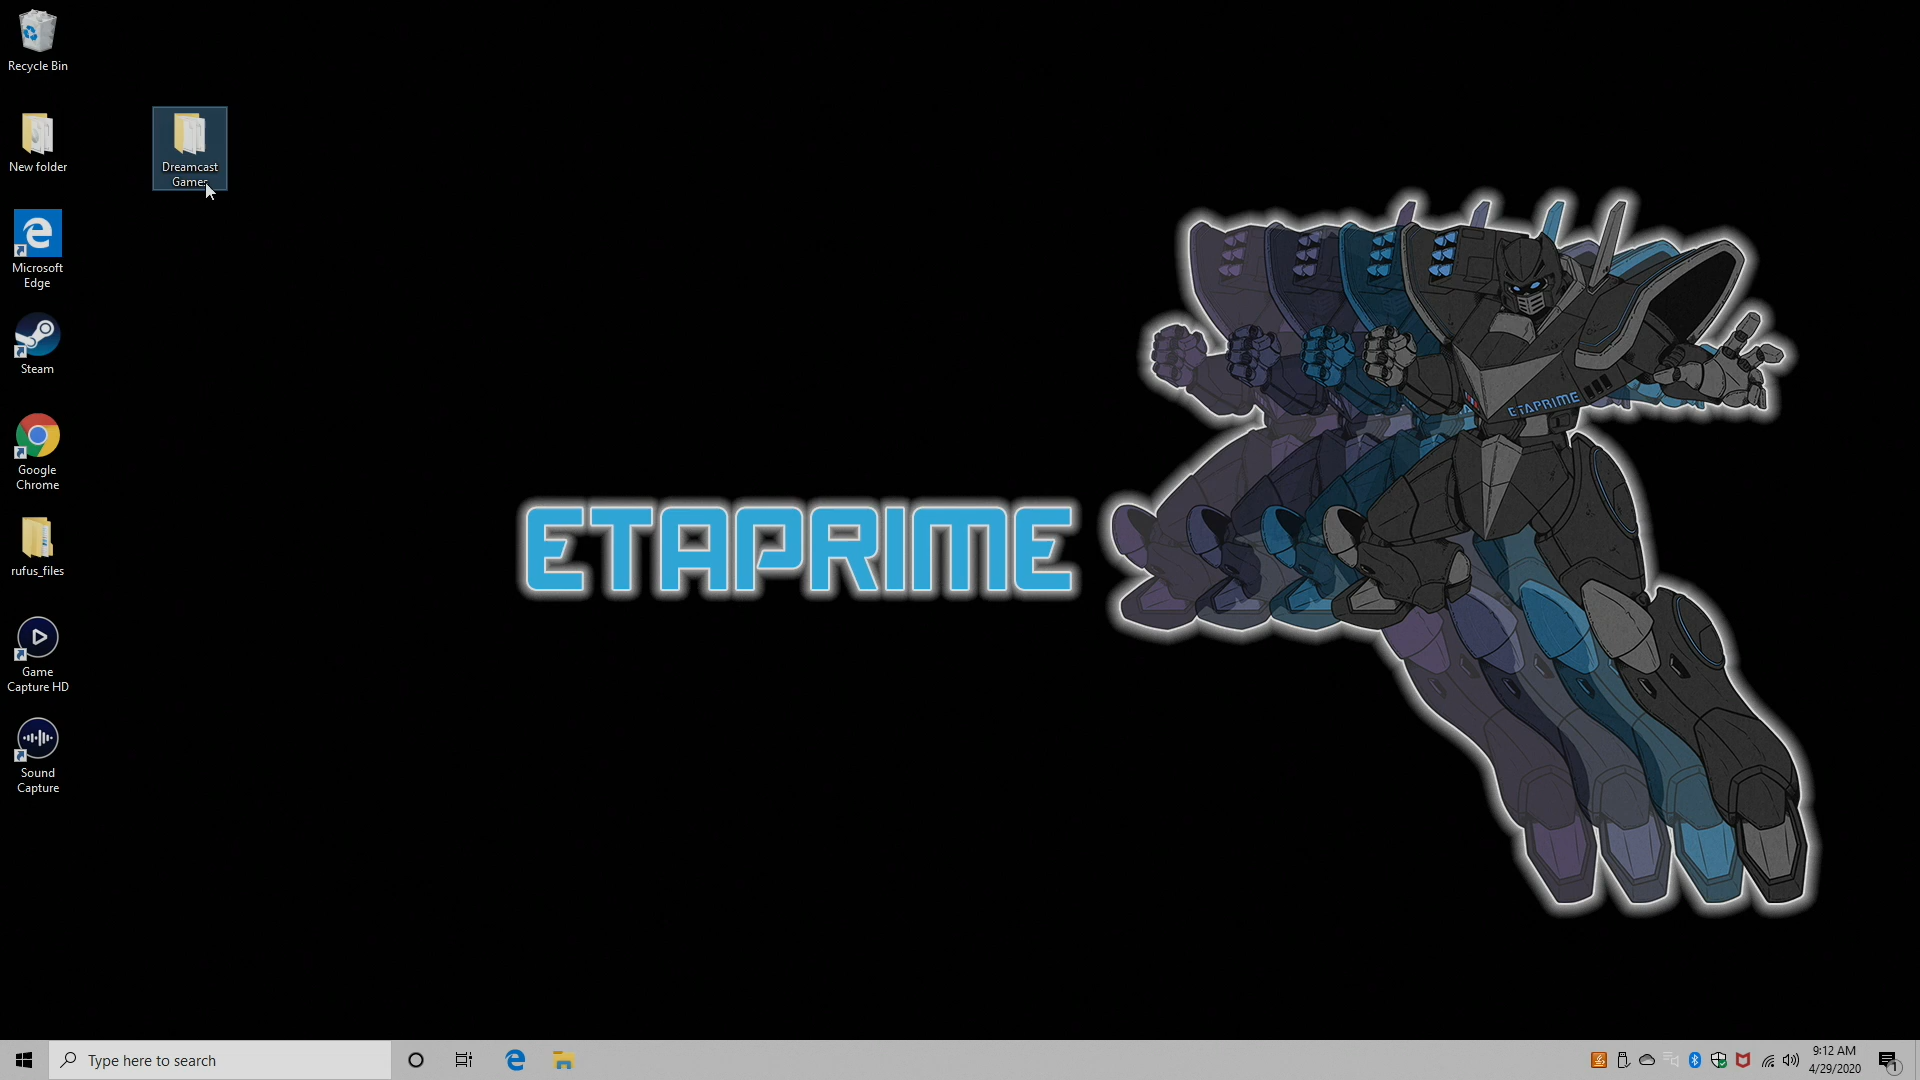 Recycle Bin
New folder
Dreamcast
Games
Microsoft
Edge
Steam
Google
Chrome
rufus_files
Game
Capture HD
Sound
Capture
ETAPRIME
ETAPRIME
Type here to search
9:12 AM
4/29/2020
1